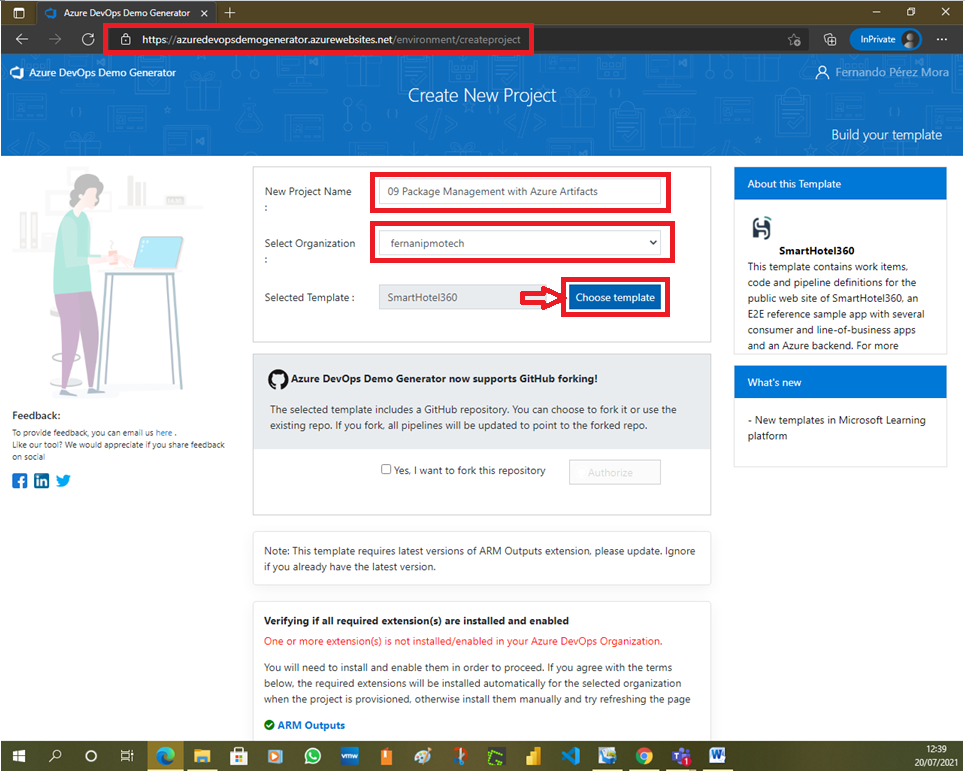 Azure DevOps Demo Generator
https://azuredevopsdemogenerator.azurewebsites.net/environment/createproject
InPrivate
Azure DevOps Demo Generator
Fernando Pérez Mora
Create New Project
Build your template
New Project Name
:
09 Package Management with Azure Artifacts
Select Organization
:
fernanipmotech
Selected Template :
SmartHotel360
Choose template
Azure DevOps Demo Generator now supports GitHub forking!
The selected template includes a GitHub repository. You can choose to fork it or use the
existing repo. If you fork, all pipelines will be updated to point to the forked repo.
Yes, I want to fork this repository
Authorize
Note: This template requires latest versions of ARM Outputs extension, please update. Ignore
if you already have the latest version.
Verifying if all required extension(s) are installed and enabled
One or more extension(s) is not installed/enabled in your Azure DevOps Organization.
You will need to install and enable them in order to proceed. If you agree with the terms
below, the required extensions will be installed automatically for the selected organization
when the project is provisioned, otherwise install them manually and try refreshing the page
ARM Outputs
About this Template
SmartHotel360
This template contains work items,
code and pipeline definitions for the
public web site of SmartHotel360, an
E2E reference sample app with several
consumer and line-of-business apps
and an Azure backend. For more
What's new
- New templates in Microsoft Learning
platform
Feedback:
To provide feedback, you can email us here .
Like our tool? We would appreciate if you share feedback
on social
vmw
12:39
20/07/2021